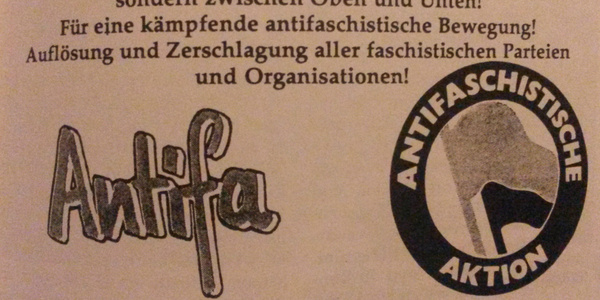 sondern zwischen Oben und Unten!
Für eine kämpfende antifaschistische Bewegung!
Auflösung und Zerschlagung aller faschistischen Parteien
und Organisationen!
Antifa
ANTIFASCHISTISCHE
AKTION